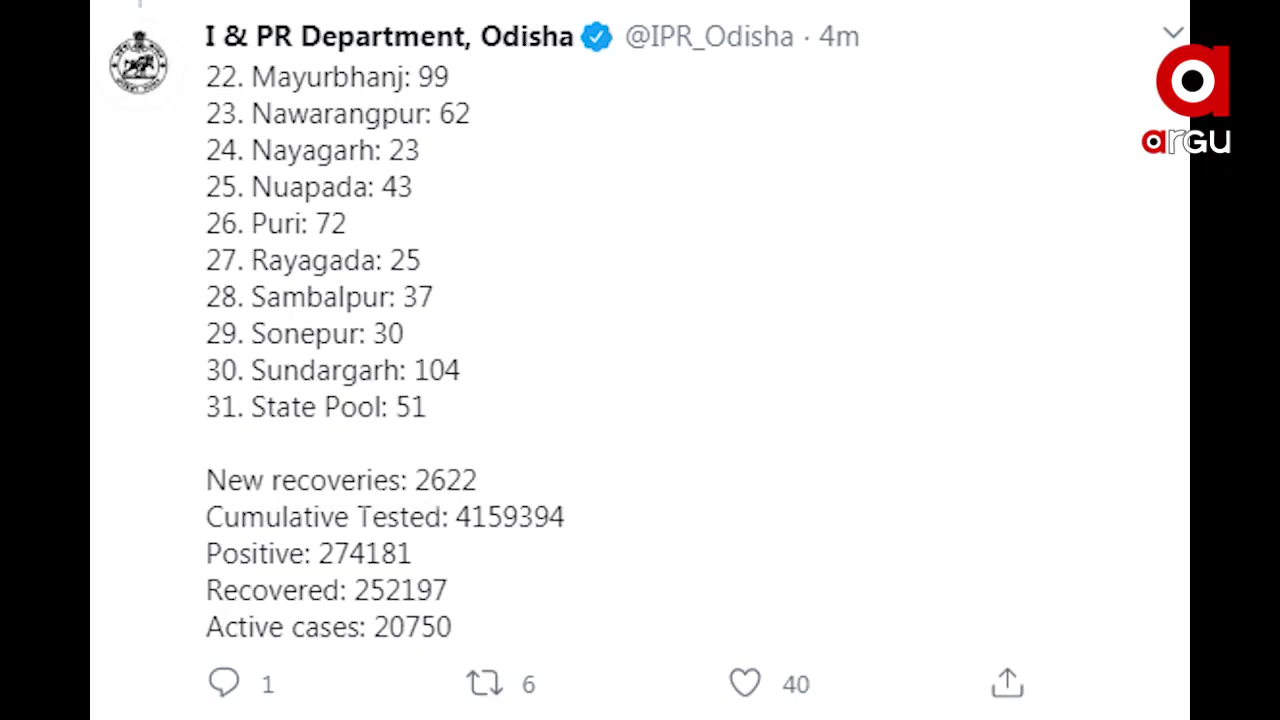 I & PR Department, Odisha @IPR_Odisha · 4m
22. Mayurbhanj: 99
23. Nawarangpur: 62
24. Nayagarh: 23
25. Nuapada: 43
26. Puri: 72
27. Rayagada: 25
28. Sambalpur: 37
29. Sonepur: 30
30. Sundargarh: 104
31. State Pool: 51
New recoveries: 2622
Cumulative Tested: 4159394
Positive: 274181
Recovered: 252197
Active cases: 20750
1 6 40
a
argu